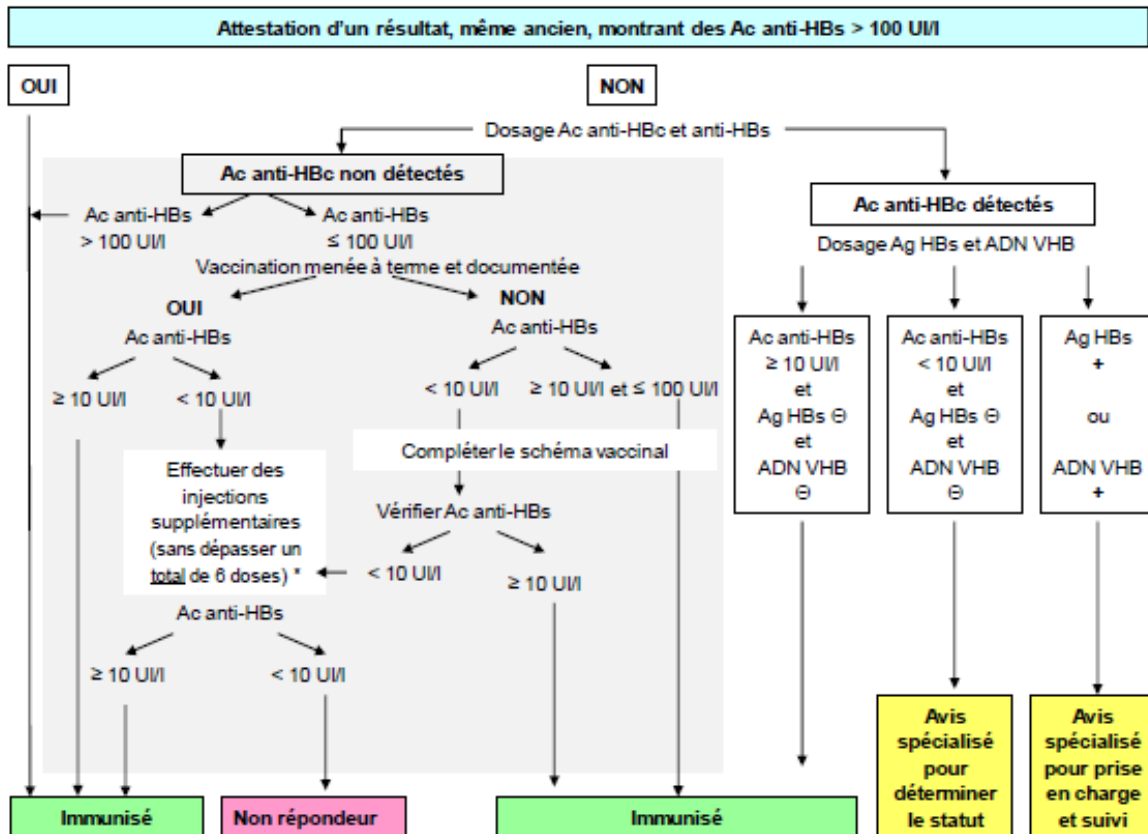 Attestation d'un résultat, même ancien, montrant des Ac anti-HBs > 100 UI/l
OUI
NON
Dosage Ac anti-HBc et anti-HBs
Ac anti-HBc non détectés
Ac anti-HBs
> 100 UI/l
Ac anti-HBs
≤ 100 UI/l
Vaccination menée à terme et documentée
OUI
Ac anti-HBs
≥ 10 UI/l
< 10 UI/l
NON
Ac anti-HBs
< 10 UI/l
≥ 10 UI/l et ≤ 100 UI/l
Effectuer des
injections
supplémentaires
(sans dépasser un
total de 6 doses) *
Compléter le schéma vaccinal
Vérifier Ac anti-HBs
< 10 UI/l
≥ 10 UI/l
Ac anti-HBs
≥ 10 UI/l
< 10 UI/l
Ac anti-HBc détectés
Dosage Ag HBs et ADN VHB
Ac anti-HBs
≥ 10 UI/l
et
Ag HBs ⊖
et
ADN VHB
⊖
Ac anti-HBs
< 10 UI/l
et
Ag HBs ⊖
et
ADN VHB
⊖
Ag HBs
+
ou
ADN VHB
+
Immunisé
Non répondeur
Immunisé
Avis
spécialisé
pour
déterminer
le statut
Avis
spécialisé
pour prise
en charge
et suivi